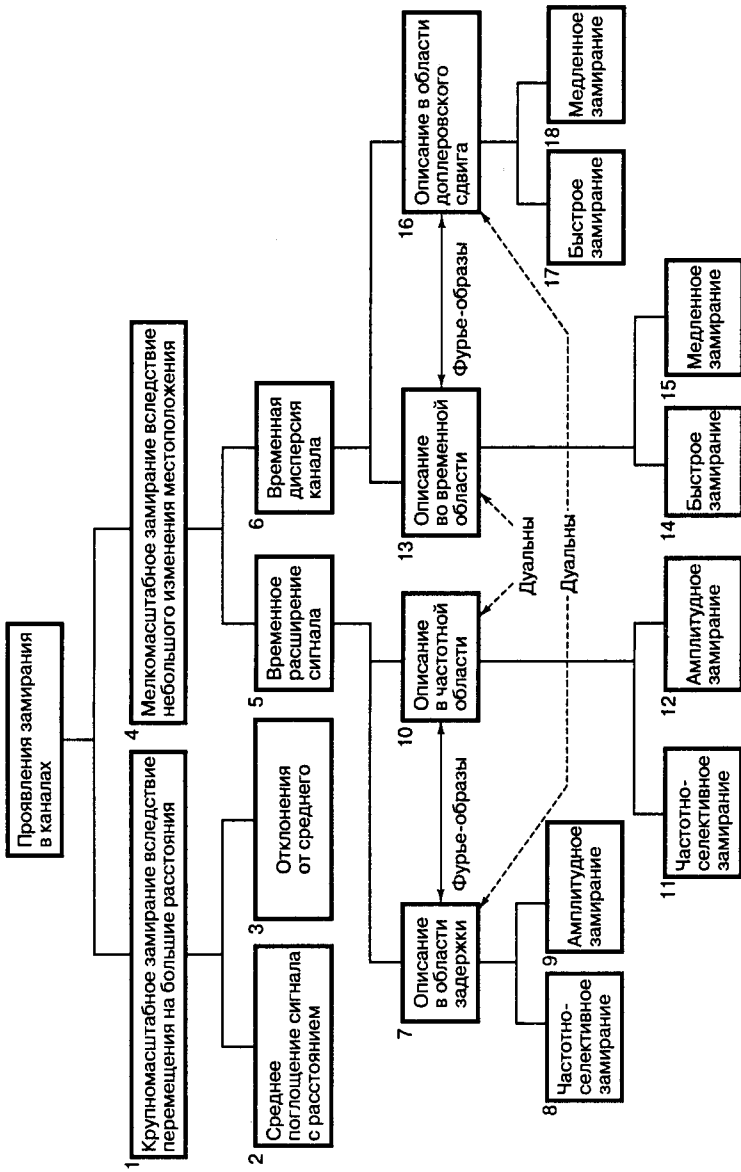 Проявления замирания
в каналах
1
Крупномасштабное замирание вследствие
перемещения на большие расстояния
4
Мелкомасштабное замирание вследствие
небольшого изменения местоположения
2
Среднее
поглощение сигнала
с расстоянием
3
Отклонения
от среднего
5
Временное
расширение
сигнала
6
Временная
дисперсия
канала
7
Описание
в области
задержки
Фурье-образы
10
Описание
в частотной
области
13
Описание
во временной
области
Фурье-образы
16
Описание в области
доплеровского
сдвига
Дуальны
Дуальны
8
Частотно-
селективное
замирание
9
Амплитудное
замирание
17
Быстрое
замирание
18
Медленное
замирание
11
Частотно-
селективное
замирание
12
Амплитудное
замирание
14
Быстрое
замирание
15
Медленное
замирание